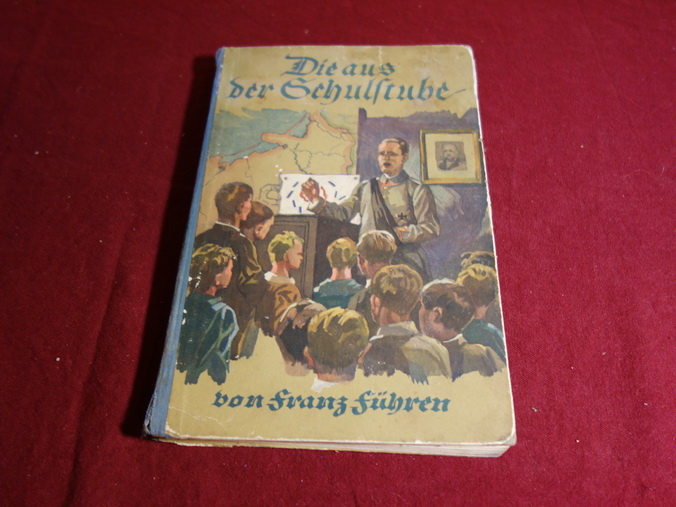 Die aus
der Schulstube
von Franz Führen